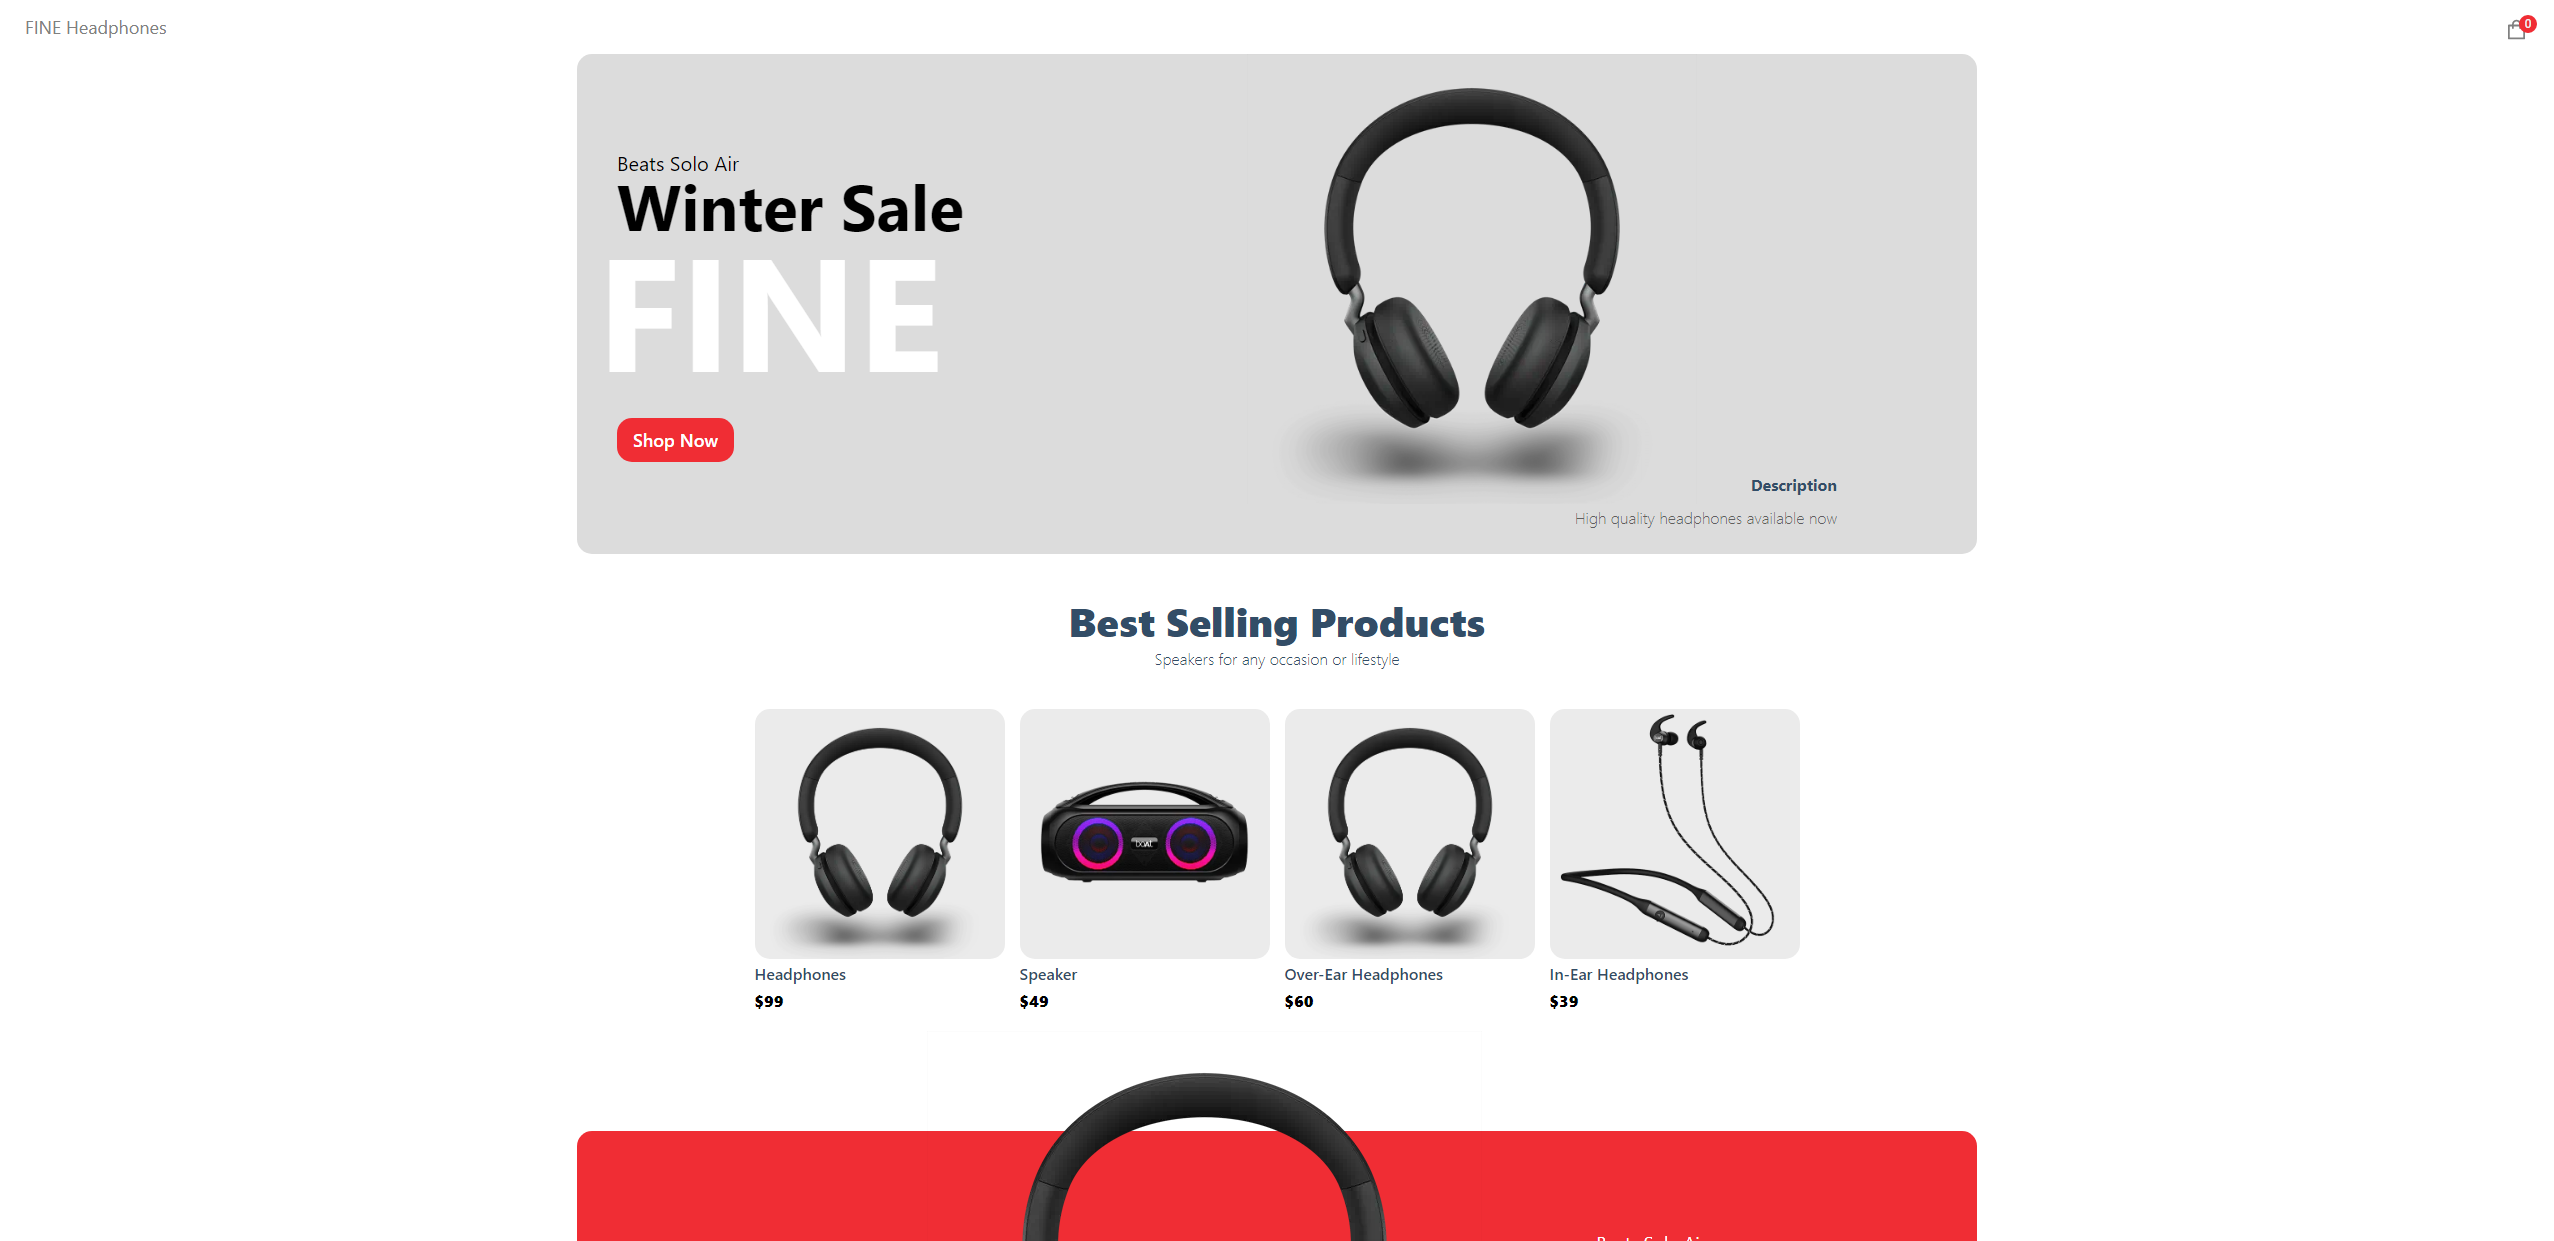 FINE Headphones
0
Beats Solo Air
Winter Sale
FINE
Shop Now
Description
High quality headphones available now
Best Selling Products
Speakers for any occasion or lifestyle
Headphones
$99
Speaker
$49
Over-Ear Headphones
$60
In-Ear Headphones
$39